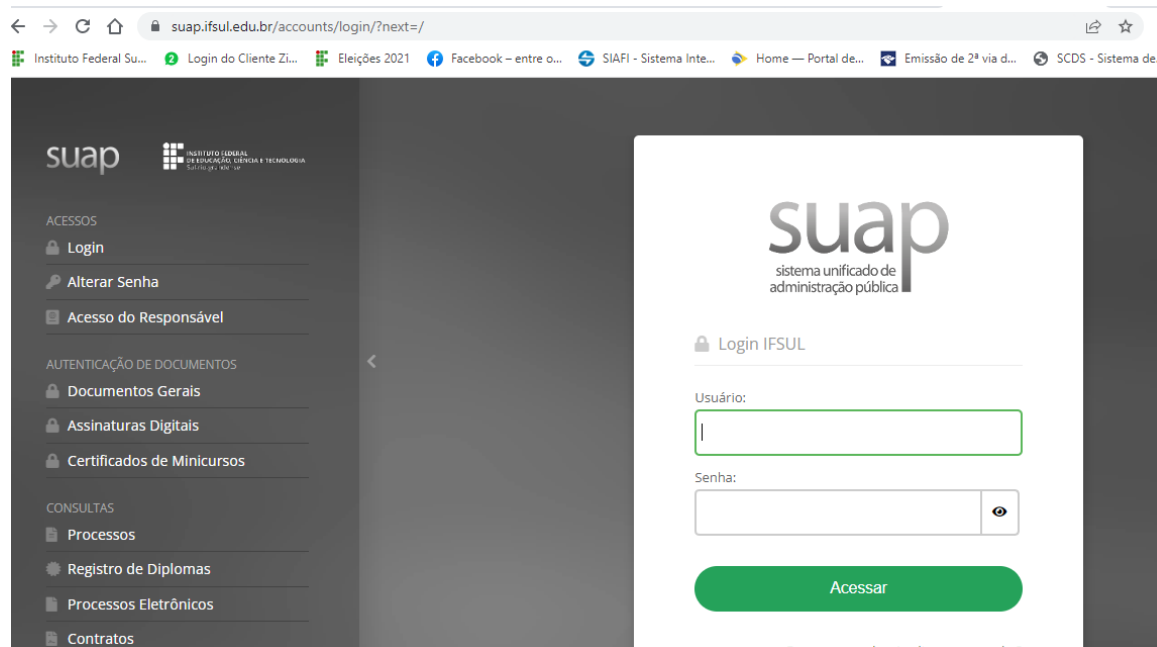 suap.ifsul.edu.br/accounts/login/?next=/
Instituto Federal Su... Login do Cliente Zi... Eleições 2021 Facebook – entre o... SIAFI - Sistema Inte... Home — Portal de... Emissão de 2ª via d... SCDS - Sistema de
suap
INSTITUTO FEDERAL
DE EDUCAÇÃO, CIÊNCIA E TECNOLOGIA
Sul-rio-grandense
ACESSOS
Login
Alterar Senha
Acesso do Responsável
AUTENTICAÇÃO DE DOCUMENTOS
Documentos Gerais
Assinaturas Digitais
Certificados de Minicursos
CONSULTAS
Processos
Registro de Diplomas
Processos Eletrônicos
Contratos
suap
sistema unificado de
administração pública
Login IFSUL
Usuário:
Senha:
Acessar